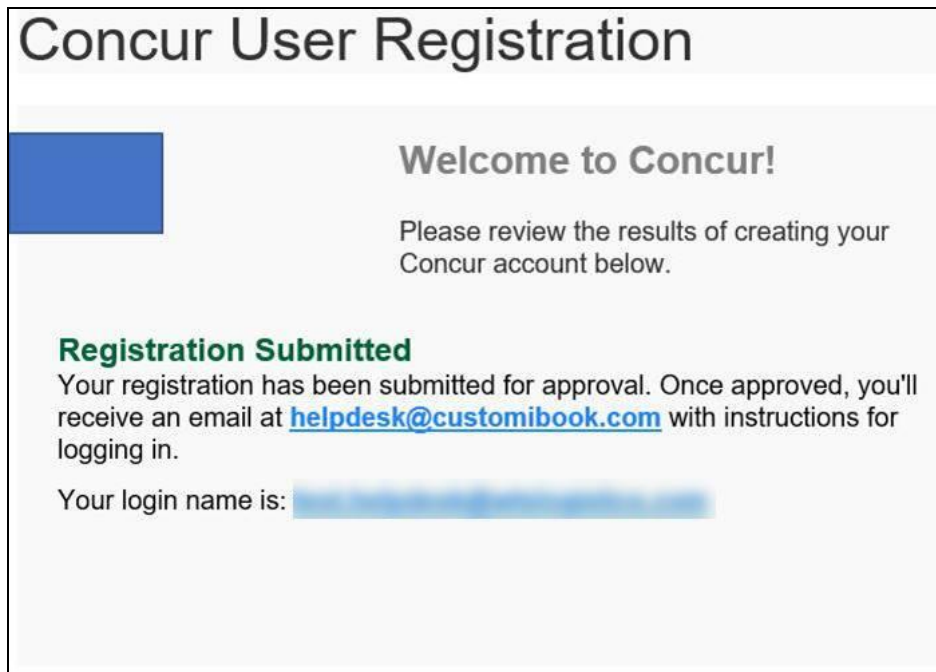 Concur User Registration
Welcome to Concur!
Please review the results of creating your
Concur account below.
Registration Submitted
Your registration has been submitted for approval. Once approved, you'll
receive an email at helpdesk@customibook.com with instructions for
logging in.
Your login name is: